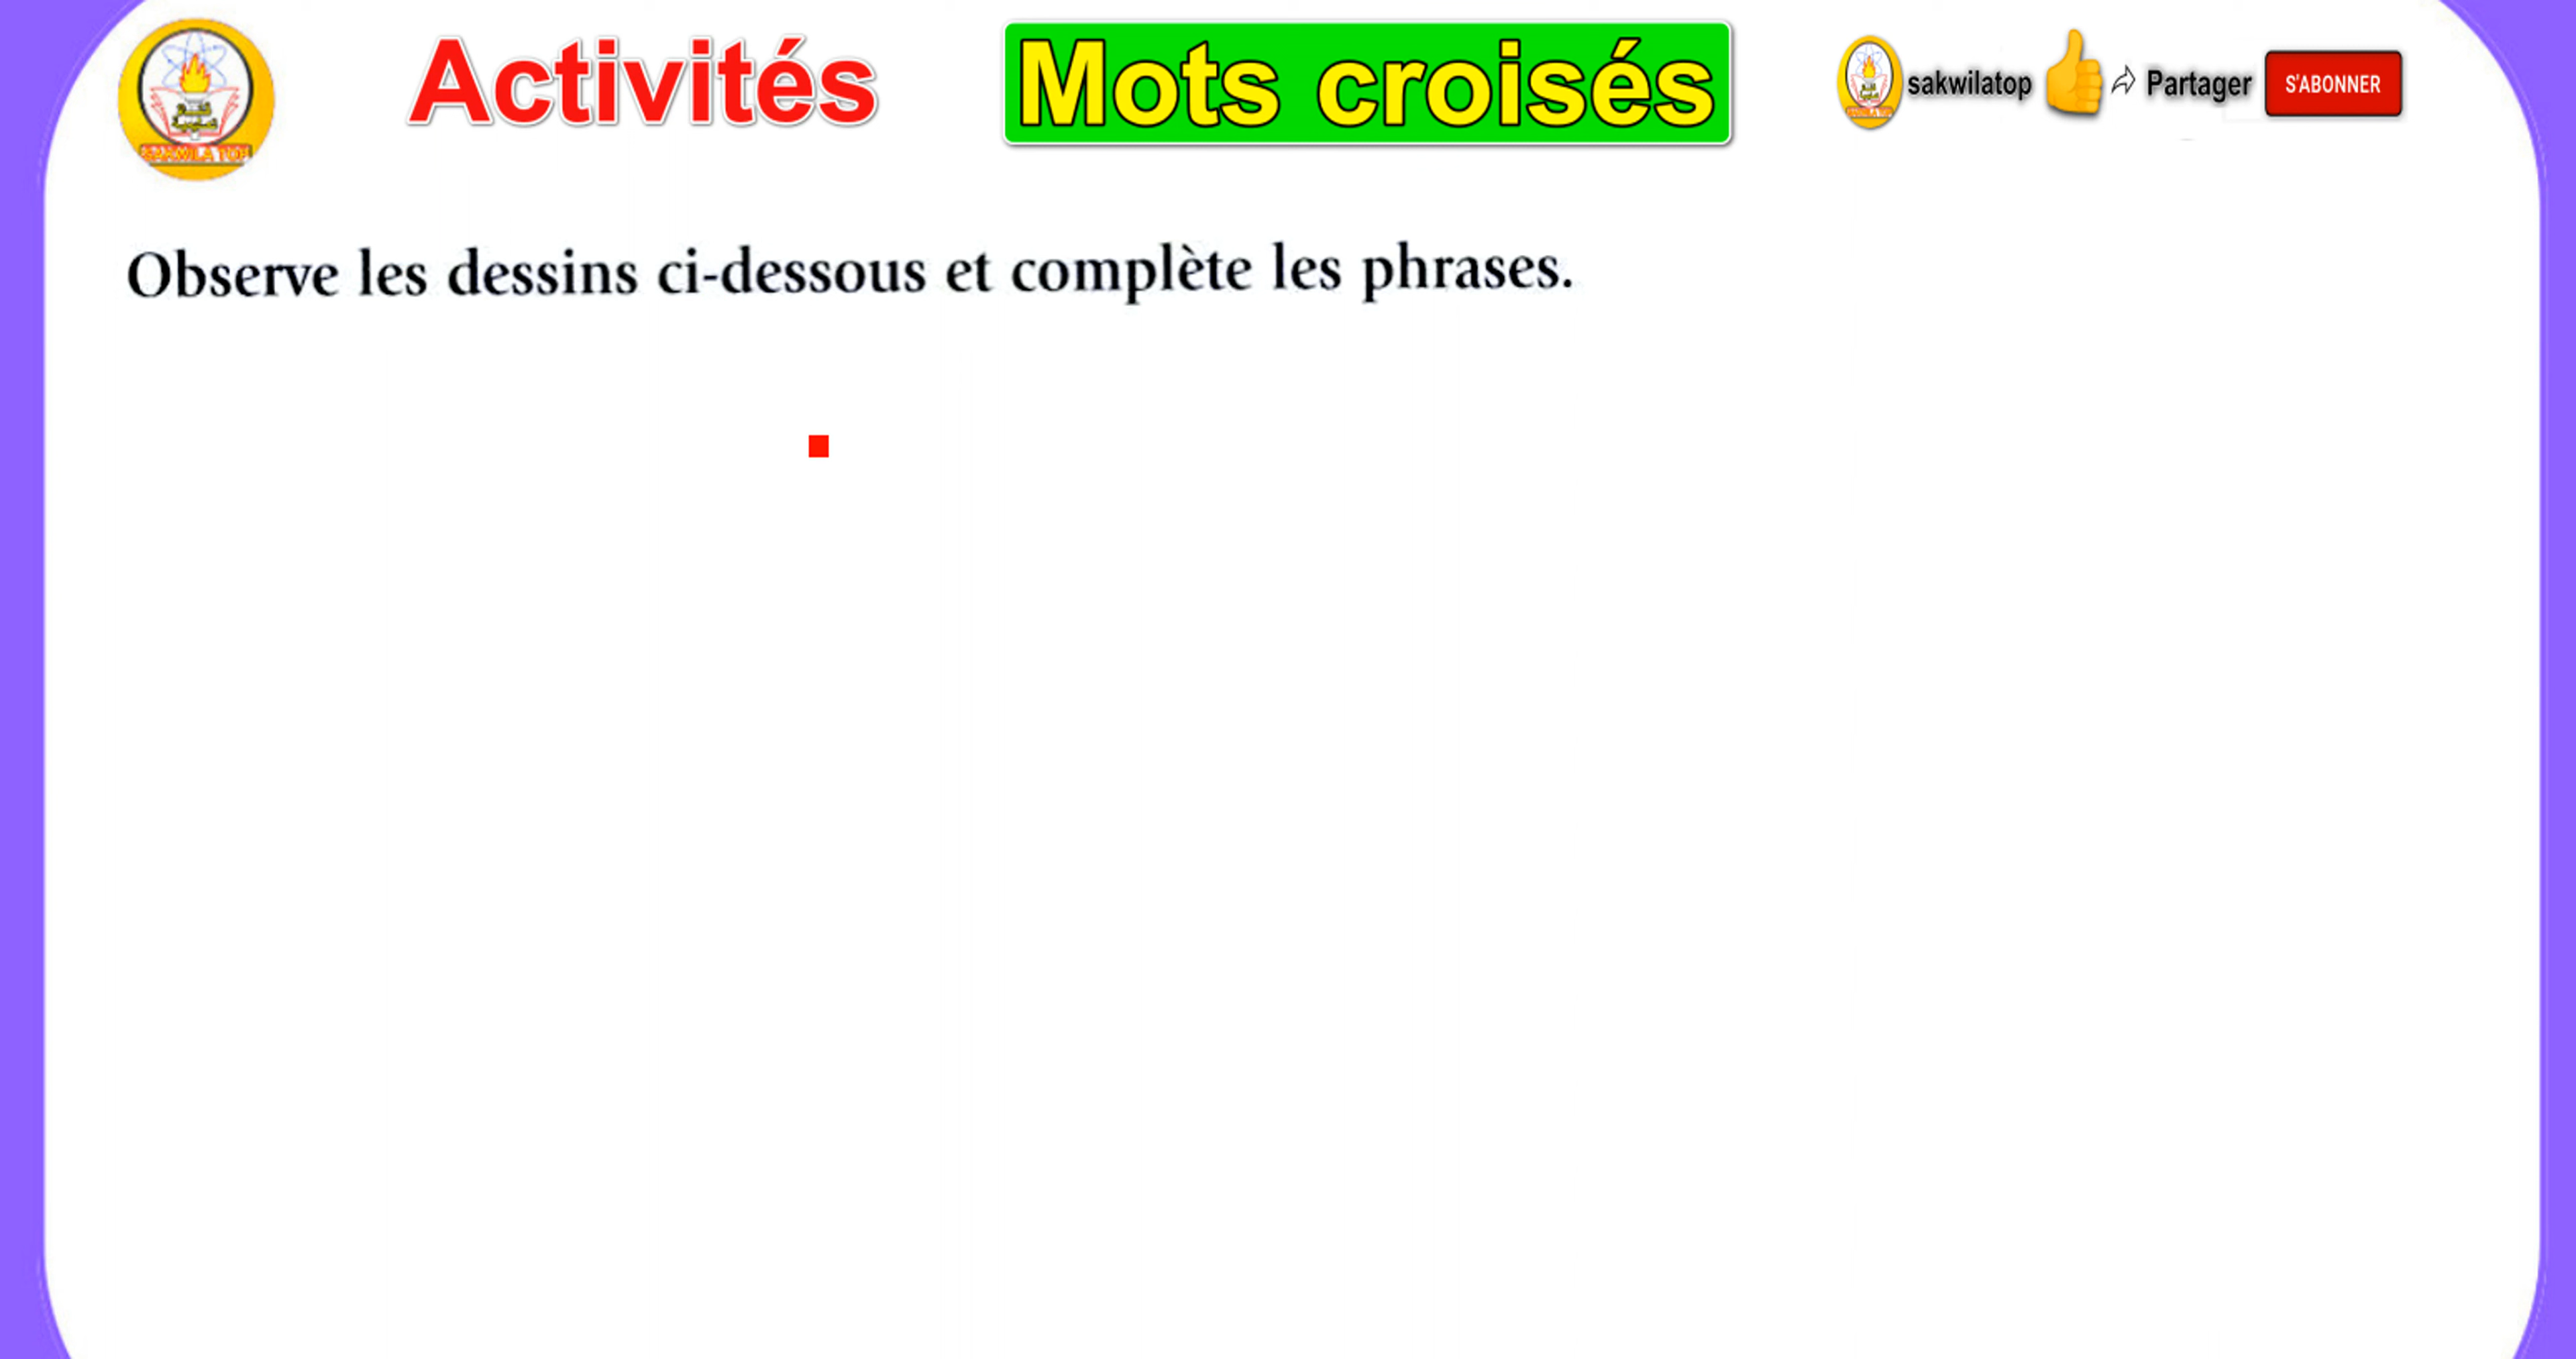 Activités
Mots croisés
sakwilatop
Partager
S'ABONNER
Observe les dessins ci-dessous et complète les phrases.